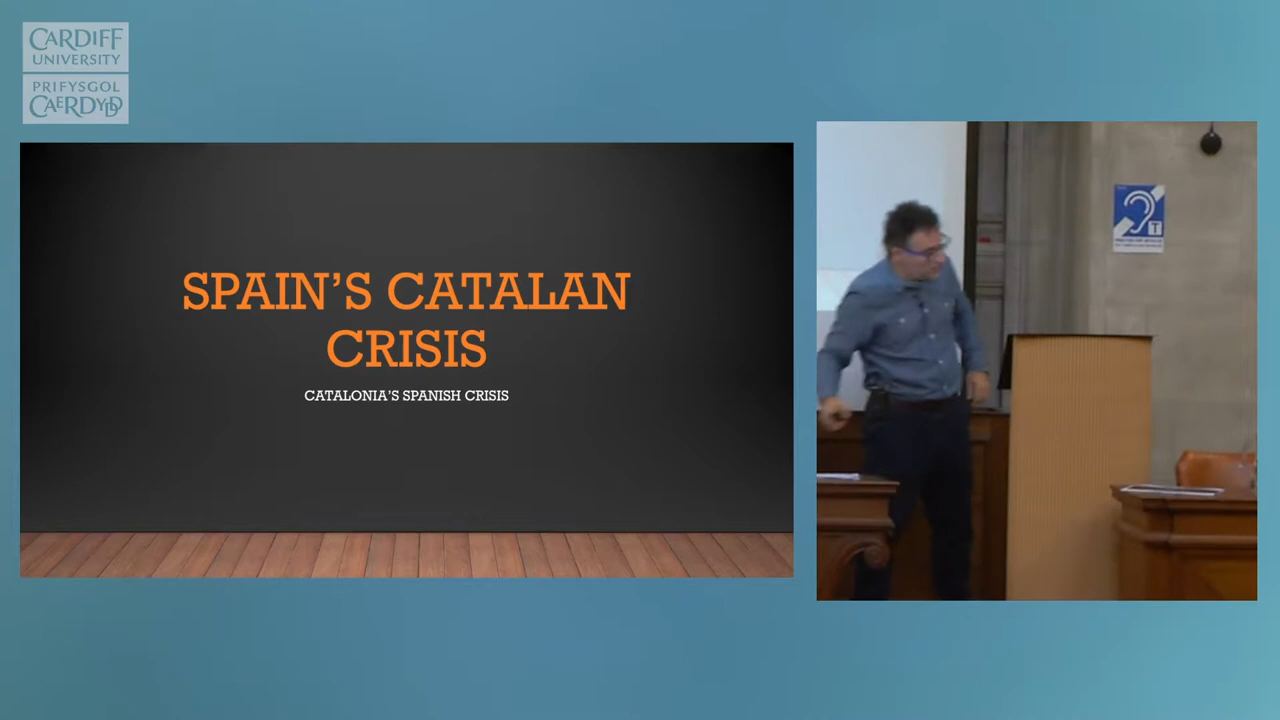 CARDIFF
UNIVERSITY
PRIFYSGOL
CAERDYDD
SPAIN'S CATALAN
CRISIS
CATALONIA'S SPANISH CRISIS
T